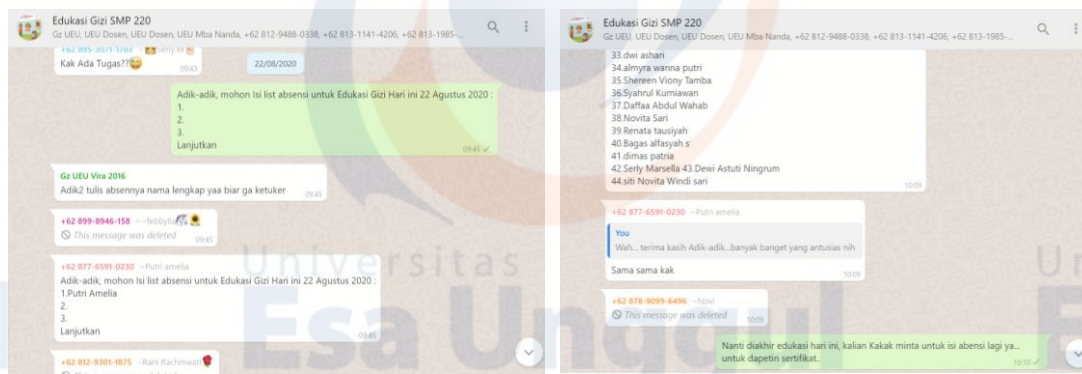 Edukasi Gizi SMP 220
Gz UEU, UEU Dosen, UEU Dosen, UEU Mba Nanda, +62 812-9488-0338, +62 813-1141-4206, +62 813-1985-...
+62 895-3071-1703
Kak Ada Tugas??
09:43
22/08/2020
Adik-adik, mohon Isi list absensi untuk Edukasi Gizi Hari ini 22 Agustus 2020 :
1.
2.
3.
Lanjutkan
09:45
Gz UEU Vira 2016
Adik2 tulis absennya nama lengkap yaa biar ga ketuker
09:45
+62 899-8946-158 ~febbylla
This message was deleted
09:45
+62 877-6591-0230 ~Putri amelia
Adik-adik, mohon Isi list absensi untuk Edukasi Gizi Hari ini 22 Agustus 2020 :
1.Putri Amelia
2.
3.
Lanjutkan
09:45
+62 812-9301-1875 ~Rani Rachmwati
Edukasi Gizi SMP 220
Gz UEU, UEU Dosen, UEU Dosen, UEU Mba Nanda, +62 812-9488-0338, +62 813-1141-4206, +62 813-1985-...
33.dwi ashari
34.almyra wanna putri
35.Shereen Viony Tamba
36.Syahrul Kurniawan
37.Daffaa Abdul Wahab
38.Novita Sari
39.Renata tausiyah
40.Bagas alfasyah s
41.dimas patria
42.Serly Marsella 43.Dewi Astuti Ningrum
44.siti Novita Windi sari
10:09
+62 877-6591-0230 ~Putri amelia
You
Wah.. terima kasih Adik-adik...banyak banget yang antusias nih
Sama sama kak
10:09
+62 878-9099-6496 ~Novi
This message was deleted
10:09
Nanti diakhir edukasi hari ini, kalian Kakak minta untuk isi abensi lagi ya...
untuk dapetin sertifikat..
10:10
Universitas
Esa Unggul